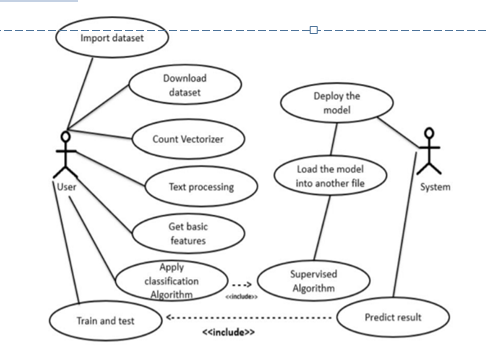 Import dataset
Download
dataset
Count Vectorizer
Text processing
Get basic
features
Apply
classification
Algorithm
Train and test
User
<<include>>
<<include>>
Deploy the
model
Load the model
into another file
Supervised
Algorithm
Predict result
System